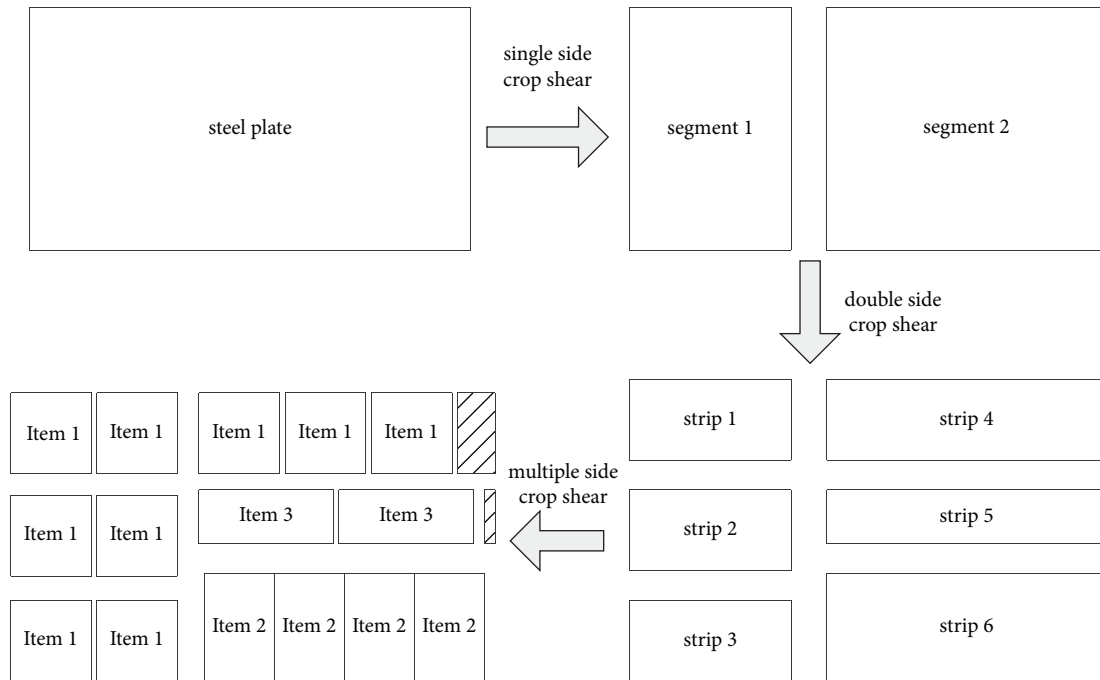 steel plate
single side
crop shear
segment 1
segment 2
double side
crop shear
strip 1
strip 4
strip 2
strip 5
strip 3
strip 6
multiple side
crop shear
Item 1
Item 1
Item 1
Item 1
Item 1
Item 3
Item 3
Item 1
Item 1
Item 1
Item 1
Item 2
Item 2
Item 2
Item 2